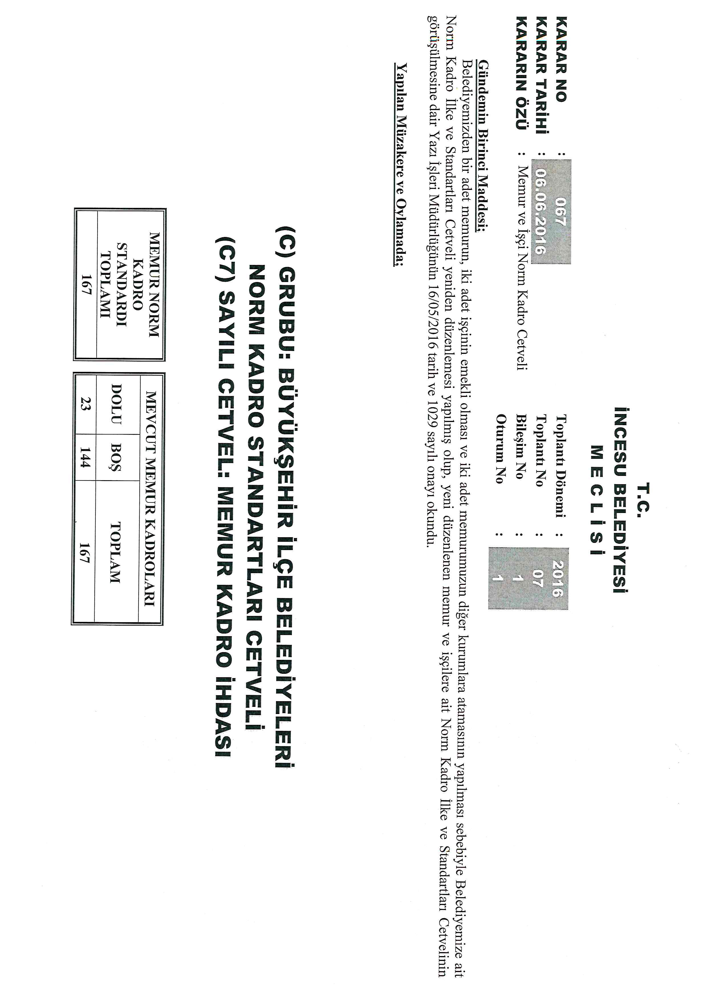 T.C.
İNCESU BELEDİYESİ
M E C L İ S İ
KARAR NO : 067
KARAR TARİHİ : 06.06.2016
KARARIN ÖZÜ : Memur ve İşçi Norm Kadro Cetveli
Toplantı Dönemi : 2016
Toplantı No : 07
Bileşim No : 1
Oturum No : 1
Gündemin Birinci Maddesi;
Belediyemizden bir adet memurun, iki adet işçinin emekli olması ve iki adet memurumuzun diğer kurumlara atamasının yapılması sebebiyle Belediyemize ait
Norm Kadro İlke ve Standartları Cetveli yeniden düzenlemesi yapılmış olup, yeni düzenlenen memur ve işçilere ait Norm Kadro İlke ve Standartları Cetvelinin
görüşülmesine dair Yazı İşleri Müdürlüğünün 16/05/2016 tarih ve 1029 sayılı onayı okundu.
Yapılan Müzakere ve Oylamada;
(C) GRUBU: BÜYÜKŞEHİR İLÇE BELEDİYELERİ
NORM KADRO STANDARTLARI CETVELİ
(C7) SAYILI CETVEL: MEMUR KADRO İHDASI
MEMUR NORM
KADRO
STANDARDI
TOPLAMI
167
MEVCUT MEMUR KADROLARI
DOLU BOŞ TOPLAM
23 144 167